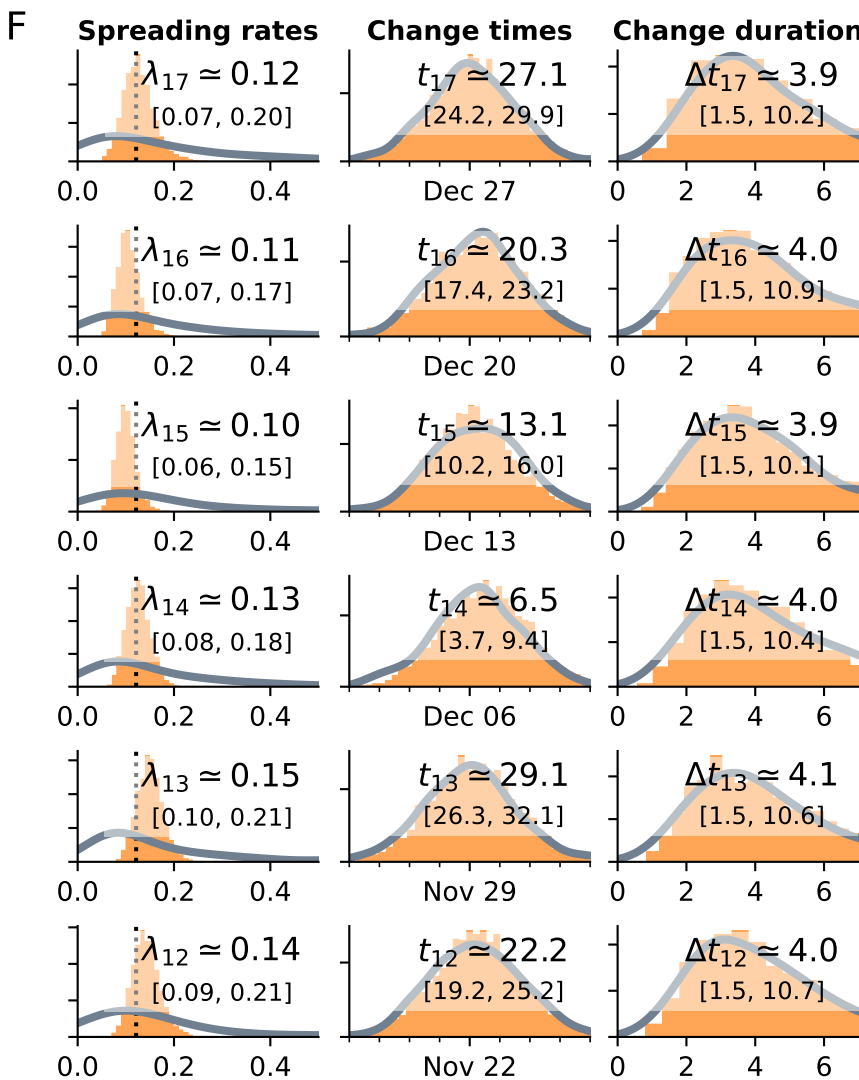 F
Spreading rates Change times Change duration
λ17 ≃ 0.12 t17 ≃ 27.1 Δt17 ≃ 3.9
[0.07, 0.20] [24.2, 29.9] [1.5, 10.2]
0.0 0.2 0.4 Dec 27 0 2 4 6
λ16 ≃ 0.11 t16 ≃ 20.3 Δt16 ≃ 4.0
[0.07, 0.17] [17.4, 23.2] [1.5, 10.9]
0.0 0.2 0.4 Dec 20 0 2 4 6
λ15 ≃ 0.10 t15 ≃ 13.1 Δt15 ≃ 3.9
[0.06, 0.15] [10.2, 16.0] [1.5, 10.1]
0.0 0.2 0.4 Dec 13 0 2 4 6
λ14 ≃ 0.13 t14 ≃ 6.5 Δt14 ≃ 4.0
[0.08, 0.18] [3.7, 9.4] [1.5, 10.4]
0.0 0.2 0.4 Dec 06 0 2 4 6
λ13 ≃ 0.15 t13 ≃ 29.1 Δt13 ≃ 4.1
[0.10, 0.21] [26.3, 32.1] [1.5, 10.6]
0.0 0.2 0.4 Nov 29 0 2 4 6
λ12 ≃ 0.14 t12 ≃ 22.2 Δt12 ≃ 4.0
[0.09, 0.21] [19.2, 25.2] [1.5, 10.7]
0.0 0.2 0.4 Nov 22 0 2 4 6